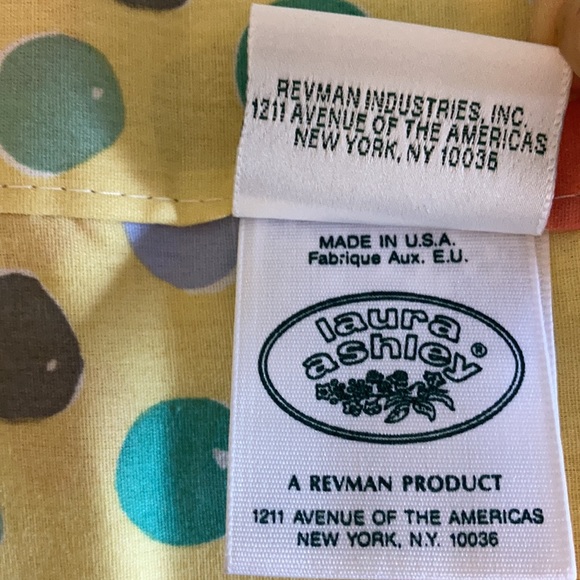 REVMAN INDUSTRIES, INC.
1211 AVENUE OF THE AMERICAS
NEW YORK, NY 10036
MADE IN U.S.A.
Fabrique Aux. E.U.
laura
ashley ®
A REVMAN PRODUCT
1211 AVENUE OF THE AMERICAS
NEW YORK, N.Y. 10036